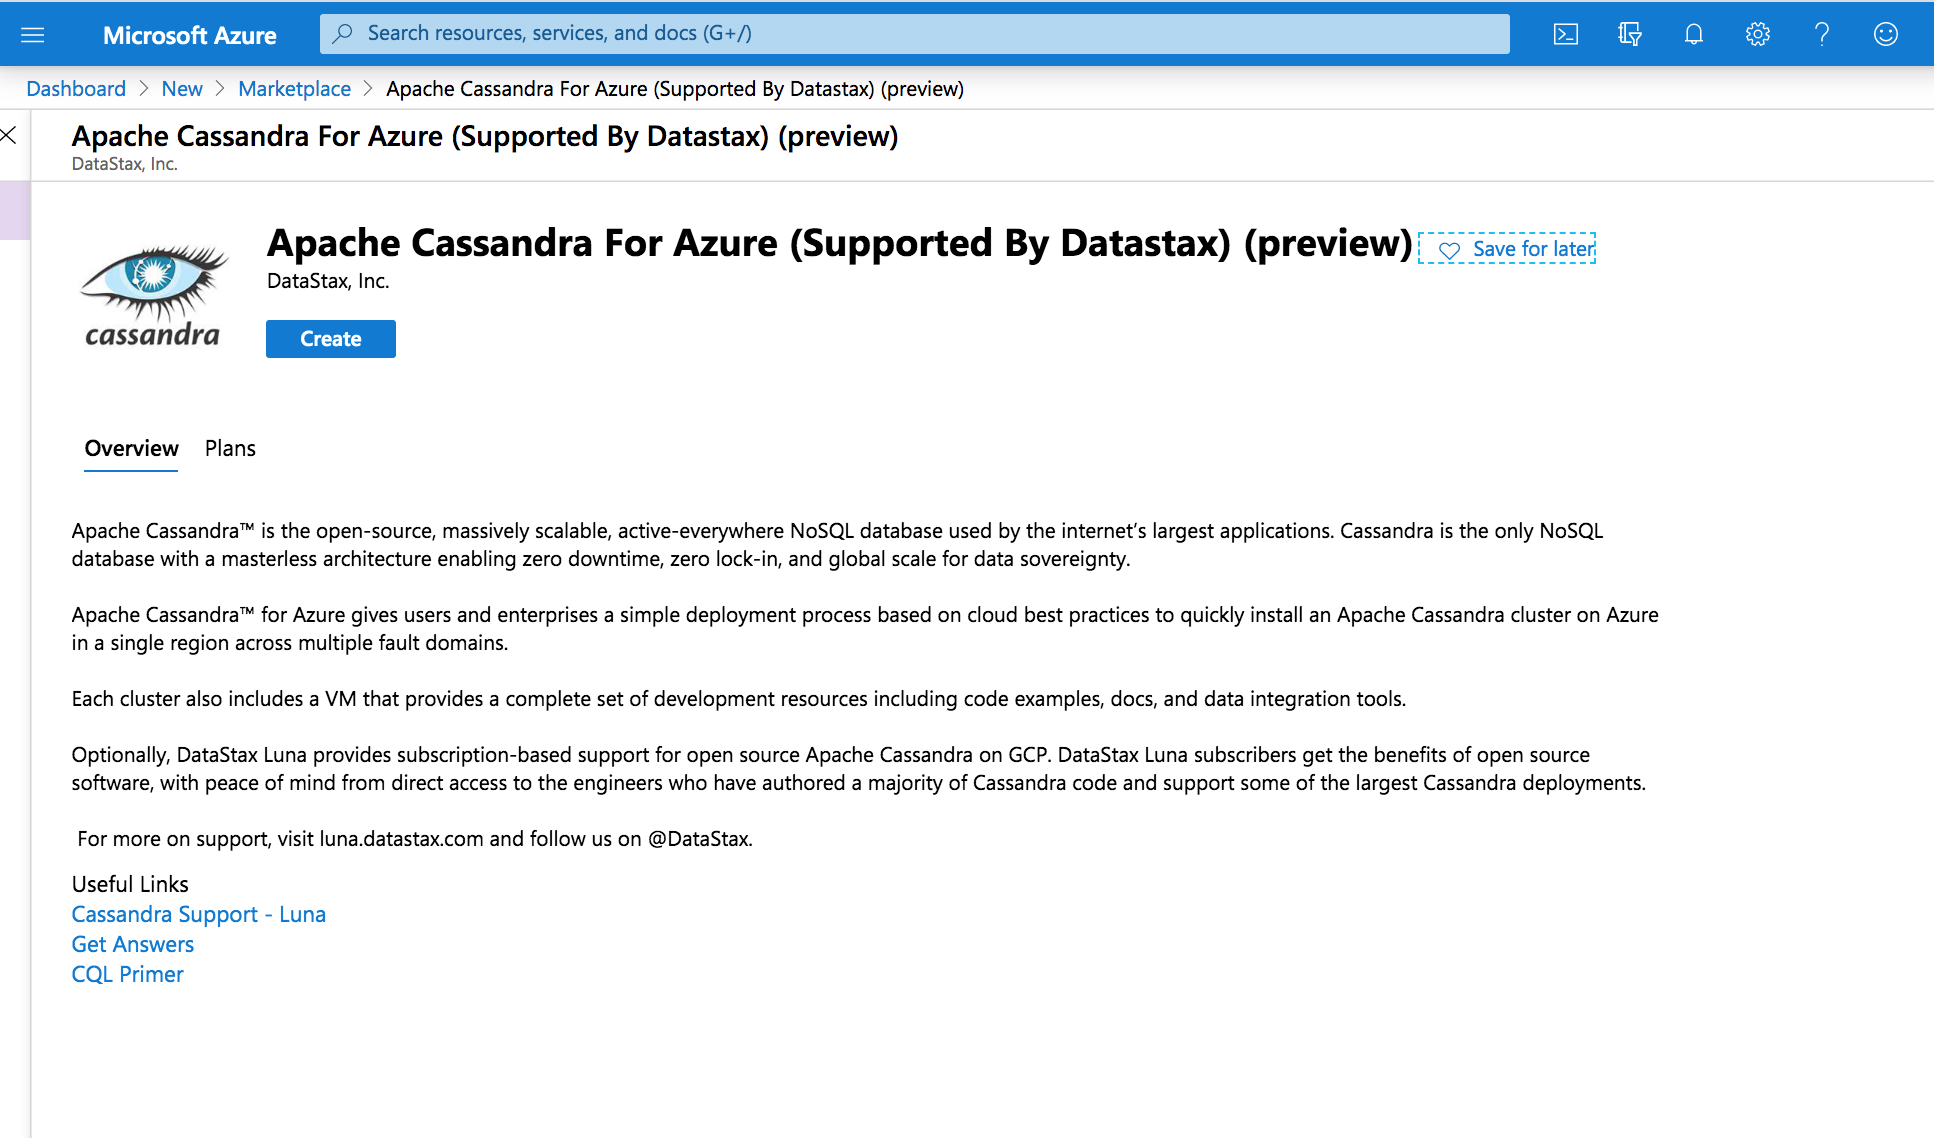 Microsoft Azure
Search resources, services, and docs (G+/)
Dashboard > New > Marketplace > Apache Cassandra For Azure (Supported By Datastax) (preview)
Apache Cassandra For Azure (Supported By Datastax) (preview)
DataStax, Inc.
Apache Cassandra For Azure (Supported By Datastax) (preview)
Save for later
DataStax, Inc.
cassandra
Create
Overview Plans
Apache Cassandra™ is the open-source, massively scalable, active-everywhere NoSQL database used by the internet’s largest applications. Cassandra is the only NoSQL
database with a masterless architecture enabling zero downtime, zero lock-in, and global scale for data sovereignty.
Apache Cassandra™ for Azure gives users and enterprises a simple deployment process based on cloud best practices to quickly install an Apache Cassandra cluster on Azure
in a single region across multiple fault domains.
Each cluster also includes a VM that provides a complete set of development resources including code examples, docs, and data integration tools.
Optionally, DataStax Luna provides subscription-based support for open source Apache Cassandra on GCP. DataStax Luna subscribers get the benefits of open source
software, with peace of mind from direct access to the engineers who have authored a majority of Cassandra code and support some of the largest Cassandra deployments.
For more on support, visit luna.datastax.com and follow us on @DataStax.
Useful Links
Cassandra Support - Luna
Get Answers
CQL Primer